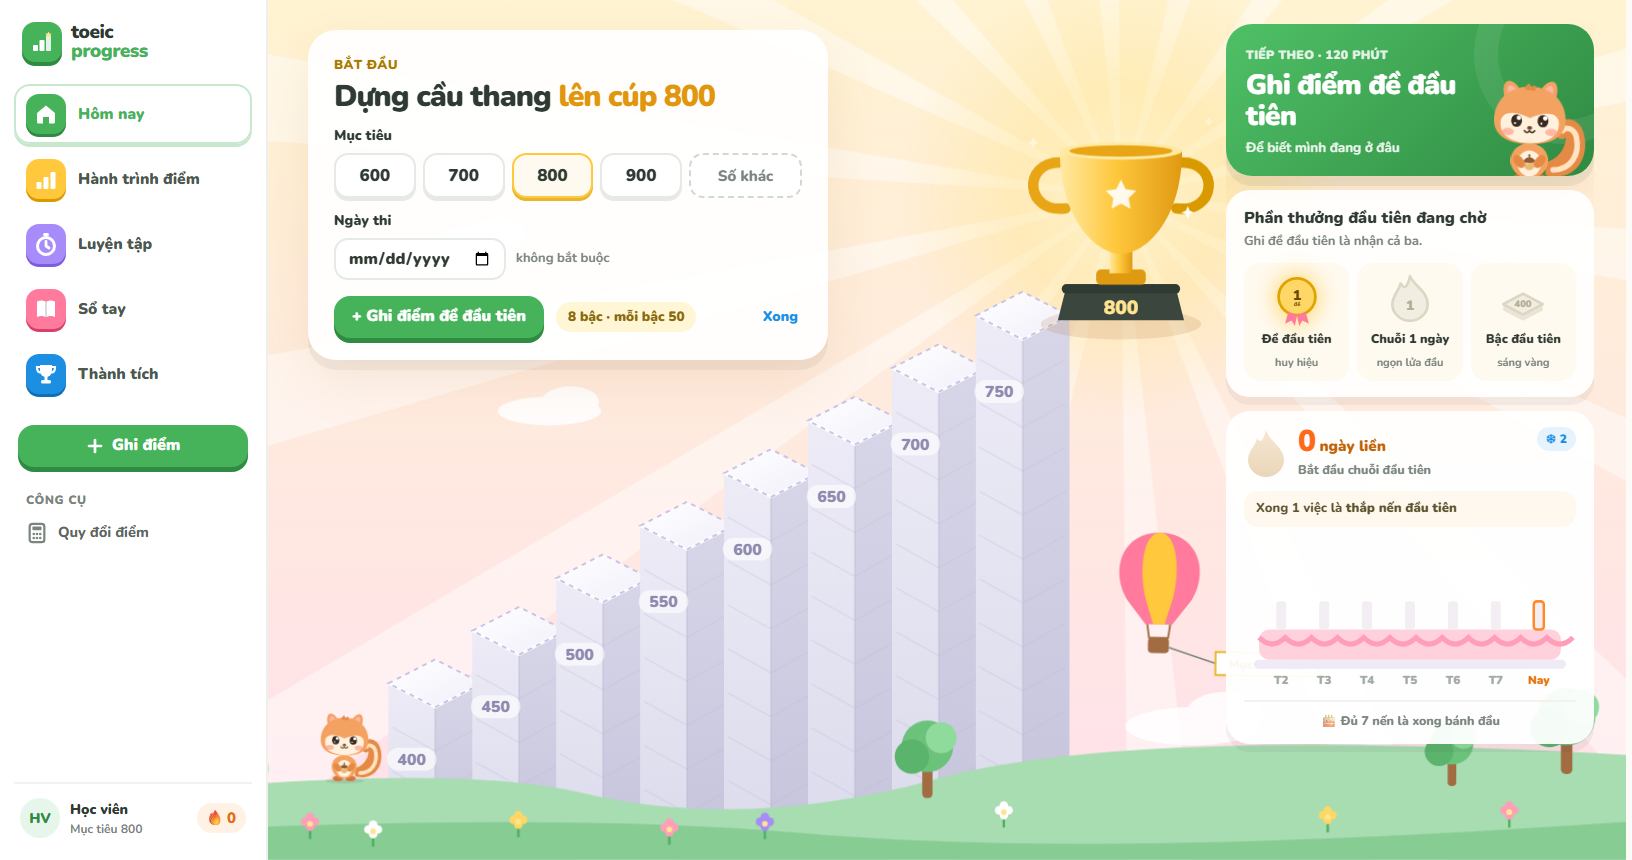 toeic
progress
Hôm nay
Hành trình điểm
Luyện tập
Sổ tay
Thành tích
+ Ghi điểm
CÔNG CỤ
Quy đổi điểm
HV
Học viên
Mục tiêu 800
0
BẮT ĐẦU
Dựng cầu thang lên cúp 800
Mục tiêu
600
700
800
900
Số khác
Ngày thi
mm/dd/yyyy
không bắt buộc
+ Ghi điểm đề đầu tiên
8 bậc · mỗi bậc 50
Xong
800
750
700
650
600
550
500
450
400
TIẾP THEO · 120 PHÚT
Ghi điểm đề đầu
tiên
Để biết mình đang ở đâu
Phần thưởng đầu tiên đang chờ
Ghi đề đầu tiên là nhận cả ba.
1
đề
Đề đầu tiên
huy hiệu
1
Chuỗi 1 ngày
ngọn lửa đầu
400
Bậc đầu tiên
sáng vàng
0 ngày liền
2
Bắt đầu chuỗi đầu tiên
Xong 1 việc là thắp nến đầu tiên
T2
T3
T4
T5
T6
T7
Nay
Đủ 7 nến là xong bánh đầu